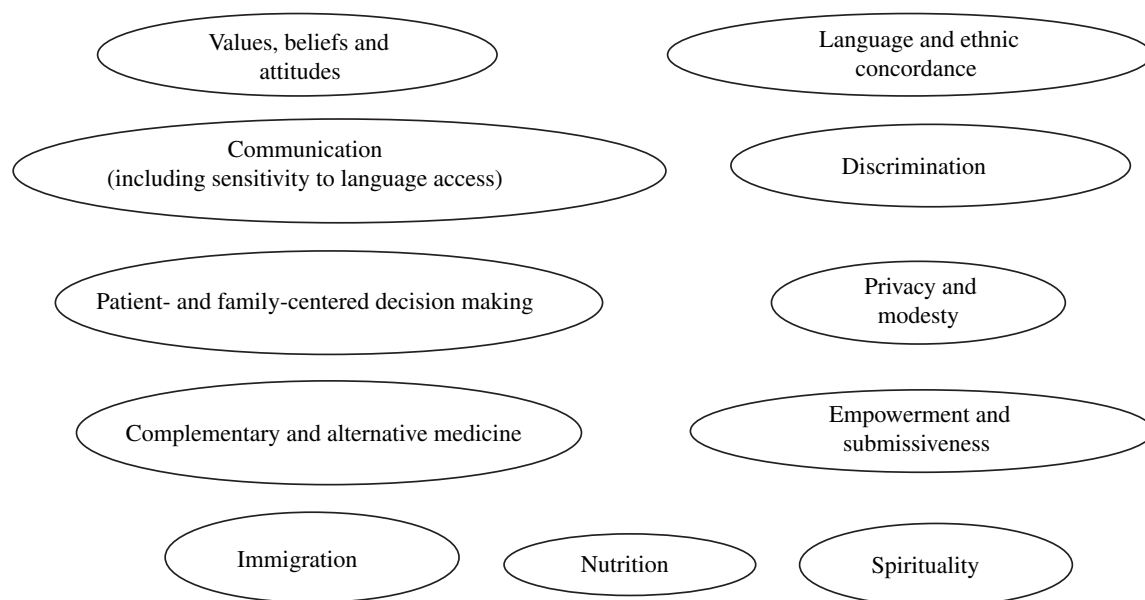 Values, beliefs and
attitudes
Language and ethnic
concordance
Communication
(including sensitivity to language access)
Discrimination
Patient- and family-centered decision making
Privacy and
modesty
Complementary and alternative medicine
Empowerment and
submissiveness
Immigration
Nutrition
Spirituality